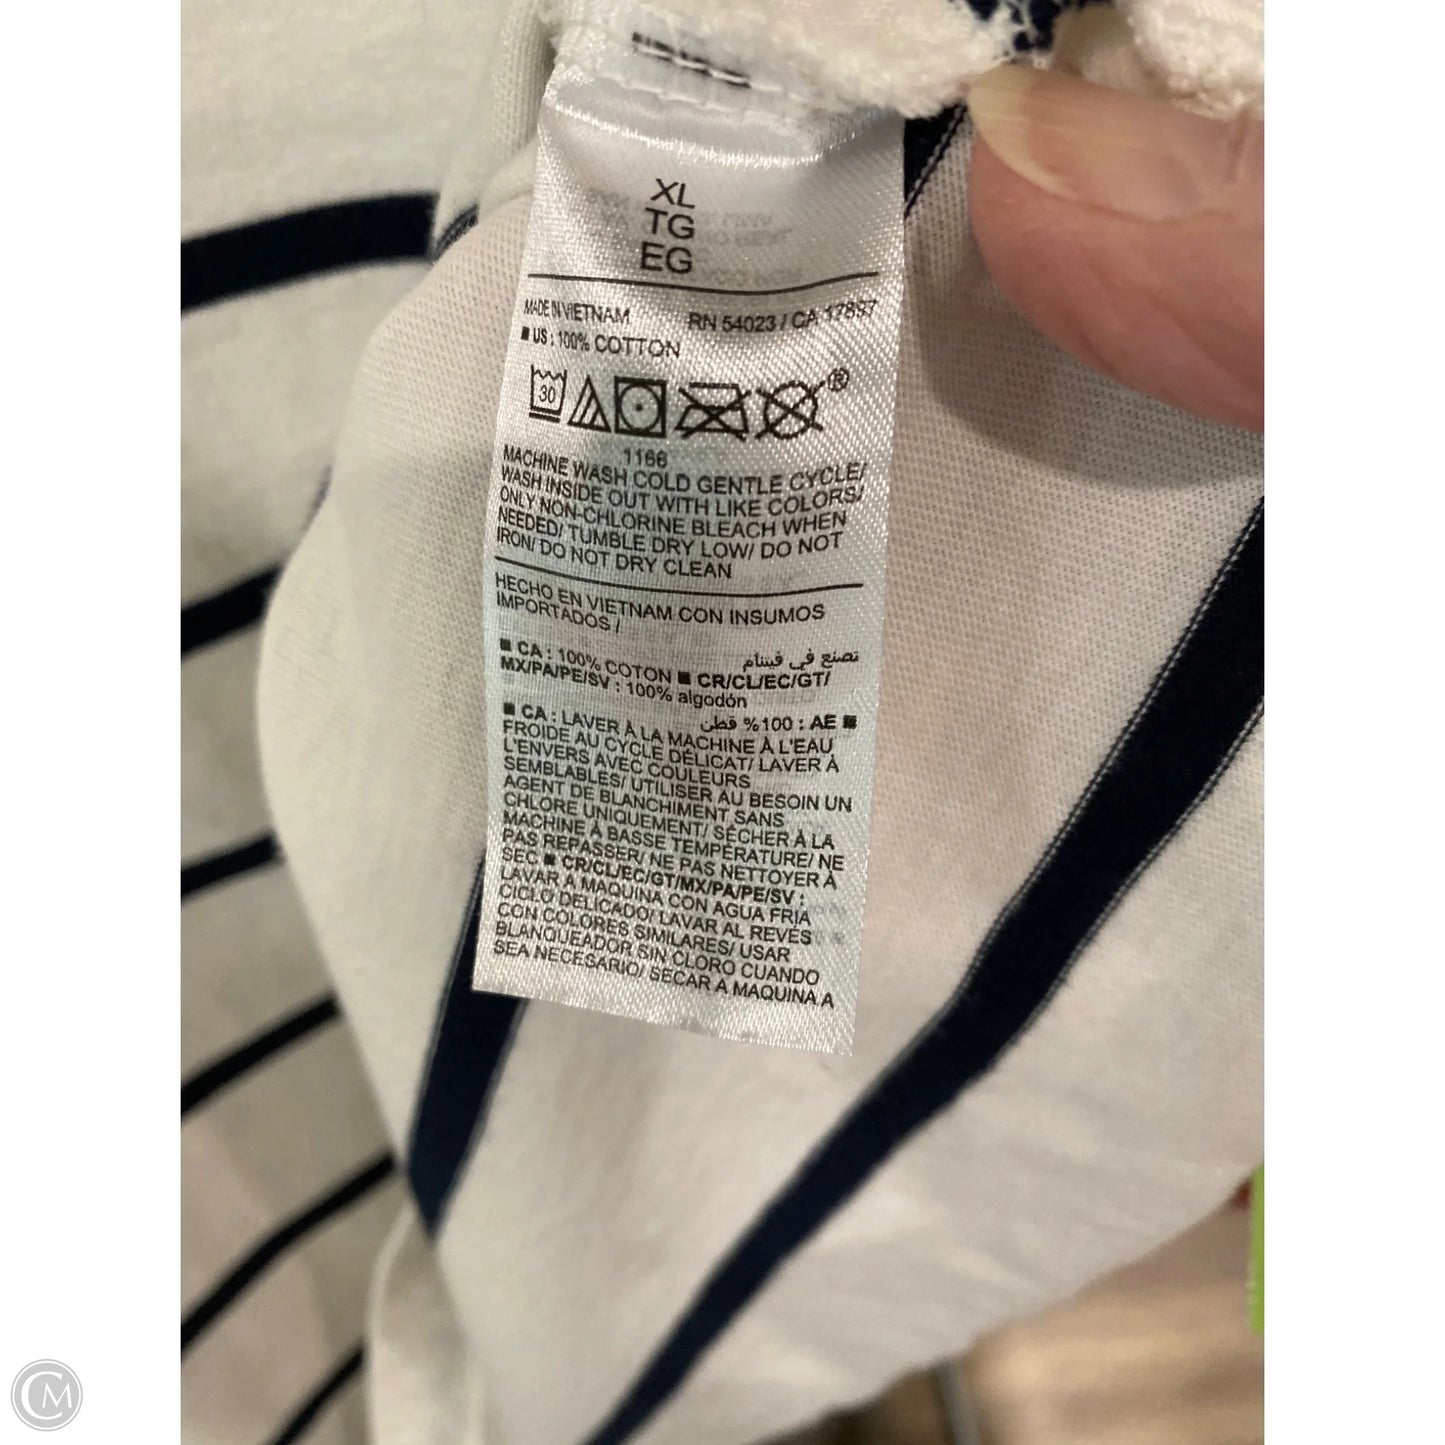 XL
TG
EG
MADE IN VIETNAM RN 54023 / CA 17897
■ US : 100% COTTON
30
®
1166
MACHINE WASH COLD GENTLE CYCLE/
WASH INSIDE OUT WITH LIKE COLORS/
ONLY NON-CHLORINE BLEACH WHEN
NEEDED/ TUMBLE DRY LOW/ DO NOT
IRON/ DO NOT DRY CLEAN
HECHO EN VIETNAM CON INSUMOS
IMPORTADOS /
تصنع في فيتنام
■ CA : 100% COTON ■ CR/CL/EC/GT/
MX/PA/PE/SV : 100% algodón
■ AE : 100% قطن
■ CA : LAVER À LA MACHINE À L'EAU
FROIDE AU CYCLE DÉLICAT/ LAVER À
L'ENVERS AVEC COULEURS
SEMBLABLES/ UTILISER AU BESOIN UN
AGENT DE BLANCHIMENT SANS
CHLORE UNIQUEMENT/ SÉCHER À LA
MACHINE À BASSE TEMPÉRATURE/ NE
PAS REPASSER/ NE PAS NETTOYER À
SEC ■ CR/CL/EC/GT/MX/PA/PE/SV :
LAVAR A MAQUINA CON AGUA FRIA
CICLO DELICADO/ LAVAR AL REVÉS
CON COLORES SIMILARES/ USAR
BLANQUEADOR SIN CLORO CUANDO
SEA NECESARIO/ SECAR A MAQUINA A
CM